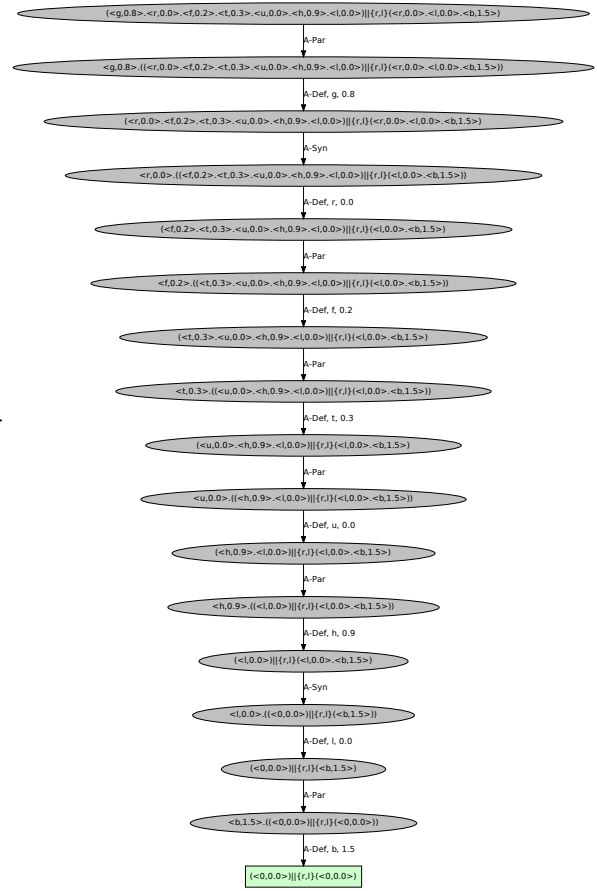 (<g,0.8>.<r,0.0>.<f,0.2>.<t,0.3>.<u,0.0>.<h,0.9>.<l,0.0>)||{r,l}(<r,0.0>.<l,0.0>.<b,1.5>)
A-Par
<g,0.8>.((<r,0.0>.<f,0.2>.<t,0.3>.<u,0.0>.<h,0.9>.<l,0.0>)||{r,l}(<r,0.0>.<l,0.0>.<b,1.5>))
A-Def, g, 0.8
(<r,0.0>.<f,0.2>.<t,0.3>.<u,0.0>.<h,0.9>.<l,0.0>)||{r,l}(<r,0.0>.<l,0.0>.<b,1.5>)
A-Syn
<r,0.0>.((<f,0.2>.<t,0.3>.<u,0.0>.<h,0.9>.<l,0.0>)||{r,l}(<l,0.0>.<b,1.5>))
A-Def, r, 0.0
(<f,0.2>.<t,0.3>.<u,0.0>.<h,0.9>.<l,0.0>)||{r,l}(<l,0.0>.<b,1.5>)
A-Par
<f,0.2>.((<t,0.3>.<u,0.0>.<h,0.9>.<l,0.0>)||{r,l}(<l,0.0>.<b,1.5>))
A-Def, f, 0.2
(<t,0.3>.<u,0.0>.<h,0.9>.<l,0.0>)||{r,l}(<l,0.0>.<b,1.5>)
A-Par
<t,0.3>.((<u,0.0>.<h,0.9>.<l,0.0>)||{r,l}(<l,0.0>.<b,1.5>))
A-Def, t, 0.3
(<u,0.0>.<h,0.9>.<l,0.0>)||{r,l}(<l,0.0>.<b,1.5>)
A-Par
<u,0.0>.((<h,0.9>.<l,0.0>)||{r,l}(<l,0.0>.<b,1.5>))
A-Def, u, 0.0
(<h,0.9>.<l,0.0>)||{r,l}(<l,0.0>.<b,1.5>)
A-Par
<h,0.9>.((<l,0.0>)||{r,l}(<l,0.0>.<b,1.5>))
A-Def, h, 0.9
(<l,0.0>)||{r,l}(<l,0.0>.<b,1.5>)
A-Syn
<l,0.0>.((<0,0.0>)||{r,l}(<b,1.5>))
A-Def, l, 0.0
(<0,0.0>)||{r,l}(<b,1.5>)
A-Par
<b,1.5>.((<0,0.0>)||{r,l}(<0,0.0>))
A-Def, b, 1.5
(<0,0.0>)||{r,l}(<0,0.0>)